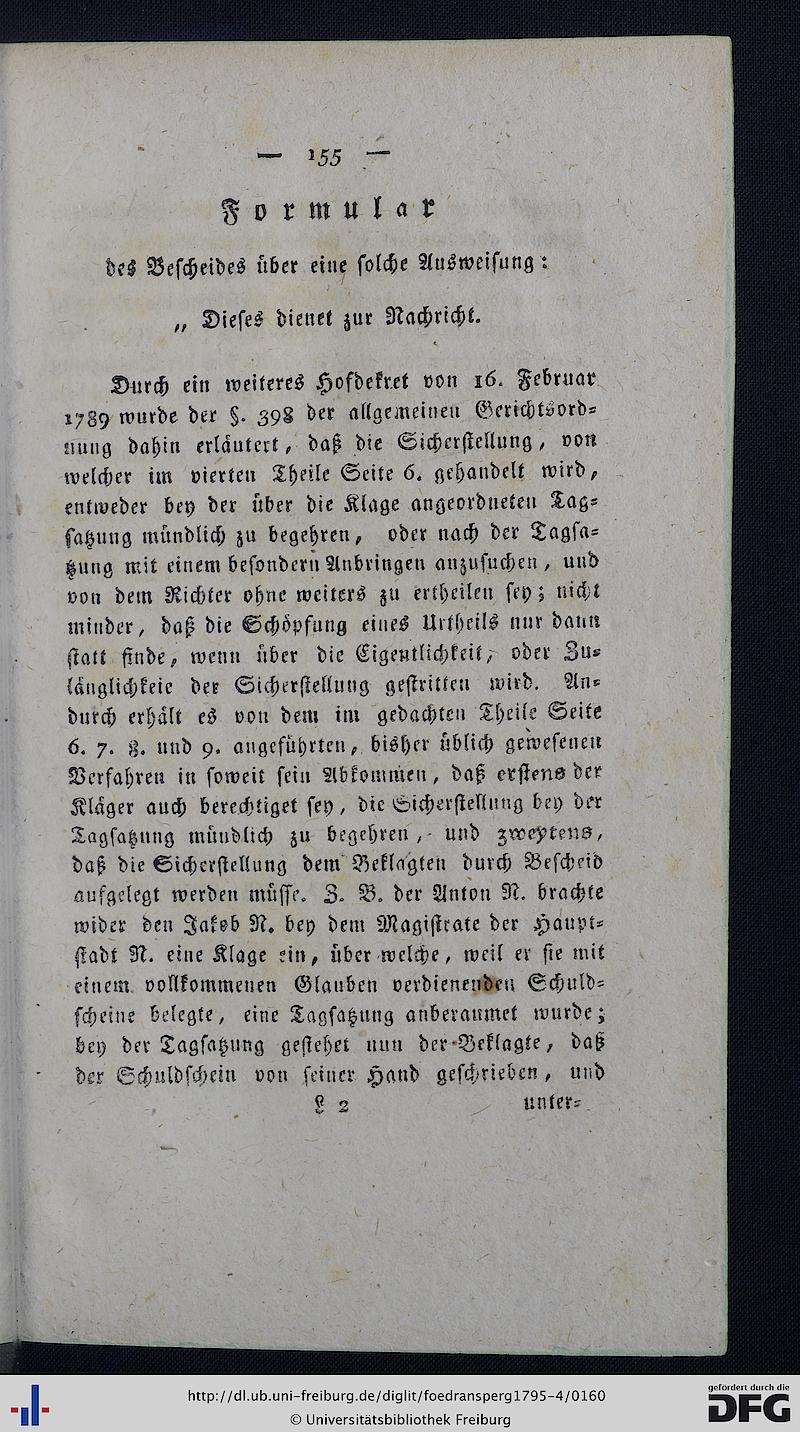 — 155 —
Formular
des Bescheides über eine solche Ausweisung:
„ Dieses dienet zur Nachricht.
Durch ein weiteres Hofdekret von 16. Februar
1789 wurde der §. 398 der allgemeinen Gerichtsord=
nung dahin erläutert, daß die Sicherstellung, von
welcher im vierten Theile Seite 6. gehandelt wird,
entweder bey der über die Klage angeordneten Tag=
satzung mündlich zu begehren, oder nach der Tagsa=
tzung mit einem besondern Anbringen anzusuchen, und
von dem Richter ohne weiters zu ertheilen sey; nicht
minder, daß die Schöpfung eines Urtheils nur dann
statt finde, wenn über die Eigentlichkeit, oder Zu=
länglichkeie der Sicherstellung gestritten wird. An=
durch erhält es von dem im gedachten Theile Seite
6. 7. 8. und 9. angeführten, bisher üblich gewesenen
Verfahren in soweit sein Abkommen, daß erstens der
Kläger auch berechtiget sey, die Sicherstellung bey der
Tagsatzung mündlich zu begehren, und zweytens,
daß die Sicherstellung dem Beklagten durch Bescheid
aufgelegt werden müsse. Z. B. der Anton N. brachte
wider den Jakob N. bey dem Magistrate der Haupt=
stadt N. eine Klage ein, über welche, weil er sie mit
einem vollkommenen Glauben verdienenden Schuld=
scheine belegte, eine Tagsatzung anberaumet wurde;
bey der Tagsatzung gestehet nun der Beklagte, daß
der Schuldschein von seiner Hand geschrieben, und
L 2 unter=
http://dl.ub.uni-freiburg.de/diglit/foedransperg1795-4/0160
© Universitätsbibliothek Freiburg
gefördert durch die
DFG